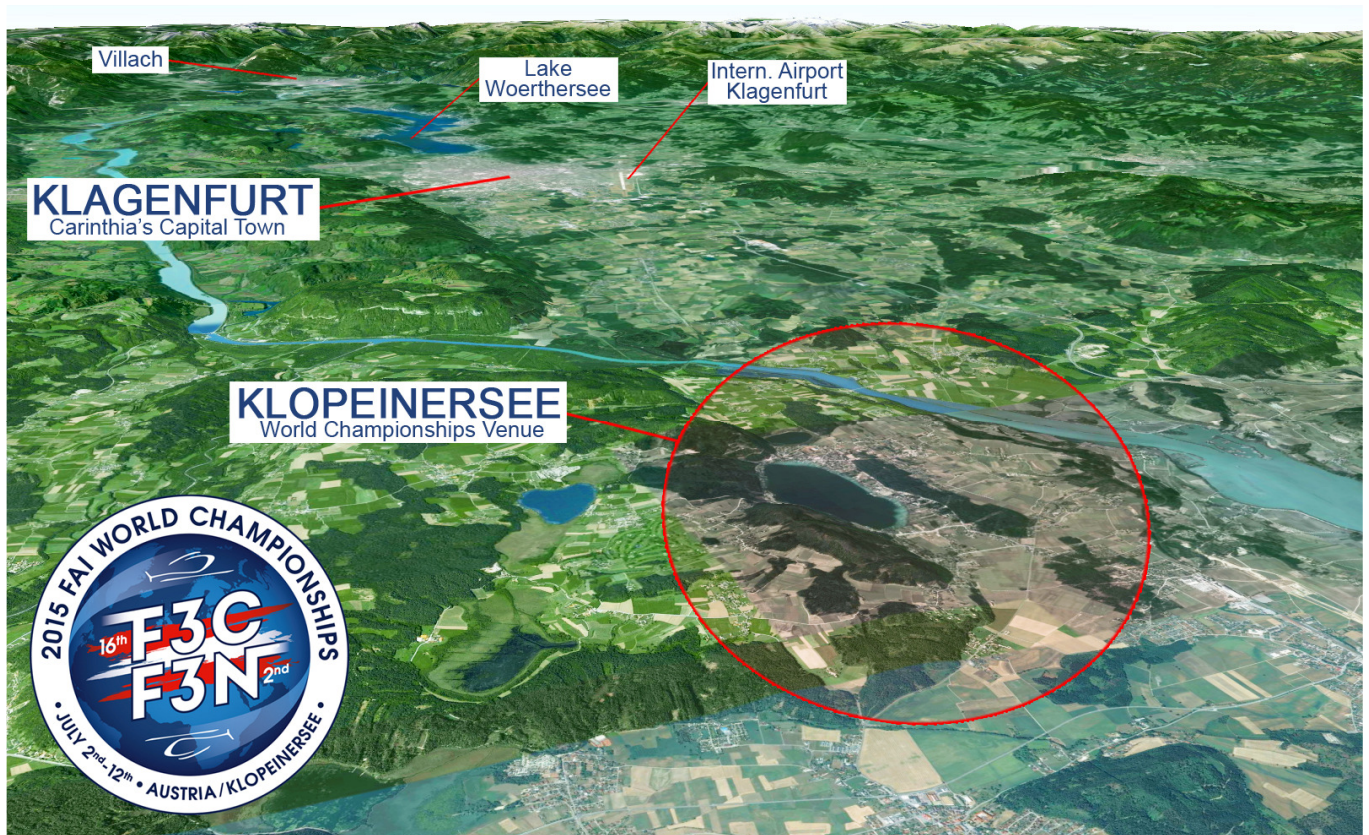 Villach
Lake
Woerthersee
Intern. Airport
Klagenfurt
KLAGENFURT
Carinthia's Capital Town
KLOPEINERSEE
World Championships Venue
2015 FAI WORLD CHAMPIONSHIPS
16th F3C
F3N 2nd
• JULY 2nd-12th • AUSTRIA/KLOPEINERSEE •